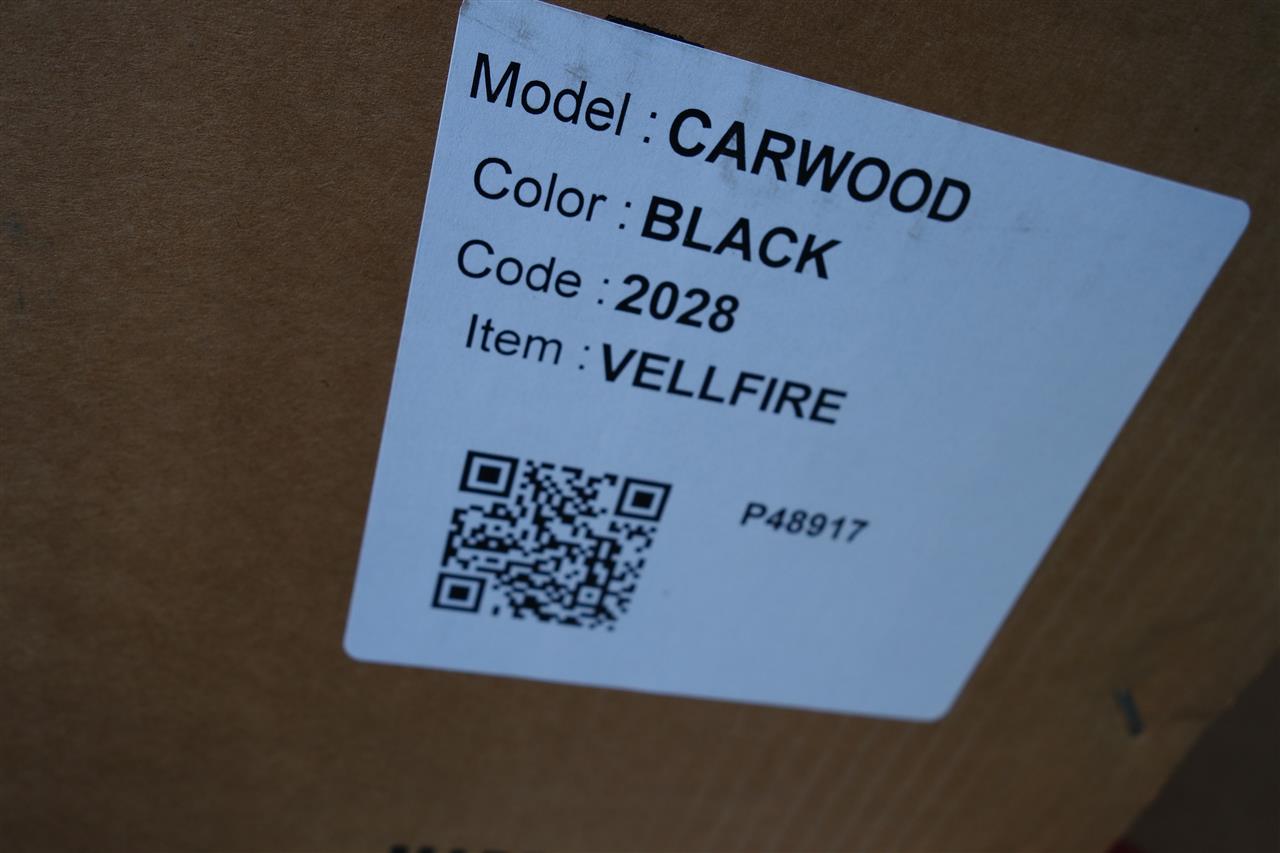 Model : CARWOOD
Color : BLACK
Code : 2028
Item : VELLFIRE
P48917